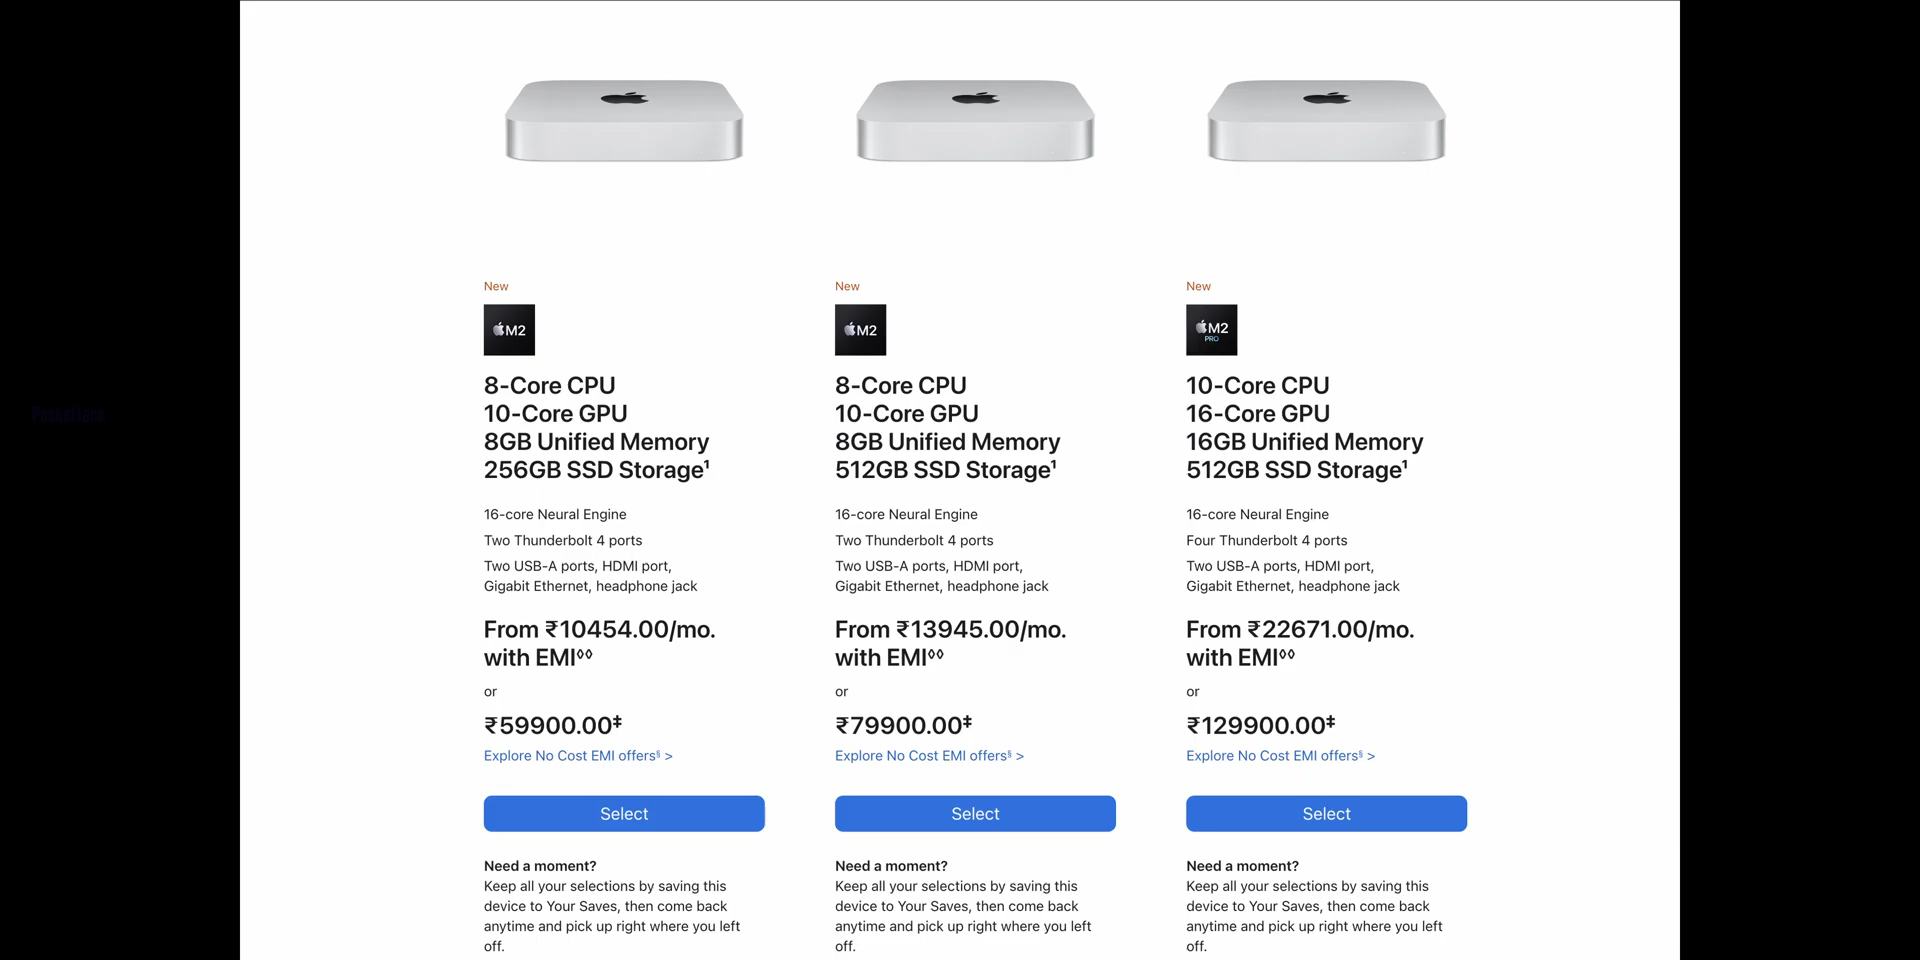 New
M2
8-Core CPU
10-Core GPU
8GB Unified Memory
256GB SSD Storage¹
16-core Neural Engine
Two Thunderbolt 4 ports
Two USB-A ports, HDMI port,
Gigabit Ethernet, headphone jack
From ₹10454.00/mo.
with EMI◊◊
or
₹59900.00‡
Explore No Cost EMI offers§ >
Select
Need a moment?
Keep all your selections by saving this
device to Your Saves, then come back
anytime and pick up right where you left
off.
New
M2
8-Core CPU
10-Core GPU
8GB Unified Memory
512GB SSD Storage¹
16-core Neural Engine
Two Thunderbolt 4 ports
Two USB-A ports, HDMI port,
Gigabit Ethernet, headphone jack
From ₹13945.00/mo.
with EMI◊◊
or
₹79900.00‡
Explore No Cost EMI offers§ >
Select
Need a moment?
Keep all your selections by saving this
device to Your Saves, then come back
anytime and pick up right where you left
off.
New
M2
PRO
10-Core CPU
16-Core GPU
16GB Unified Memory
512GB SSD Storage¹
16-core Neural Engine
Four Thunderbolt 4 ports
Two USB-A ports, HDMI port,
Gigabit Ethernet, headphone jack
From ₹22671.00/mo.
with EMI◊◊
or
₹129900.00‡
Explore No Cost EMI offers§ >
Select
Need a moment?
Keep all your selections by saving this
device to Your Saves, then come back
anytime and pick up right where you left
off.